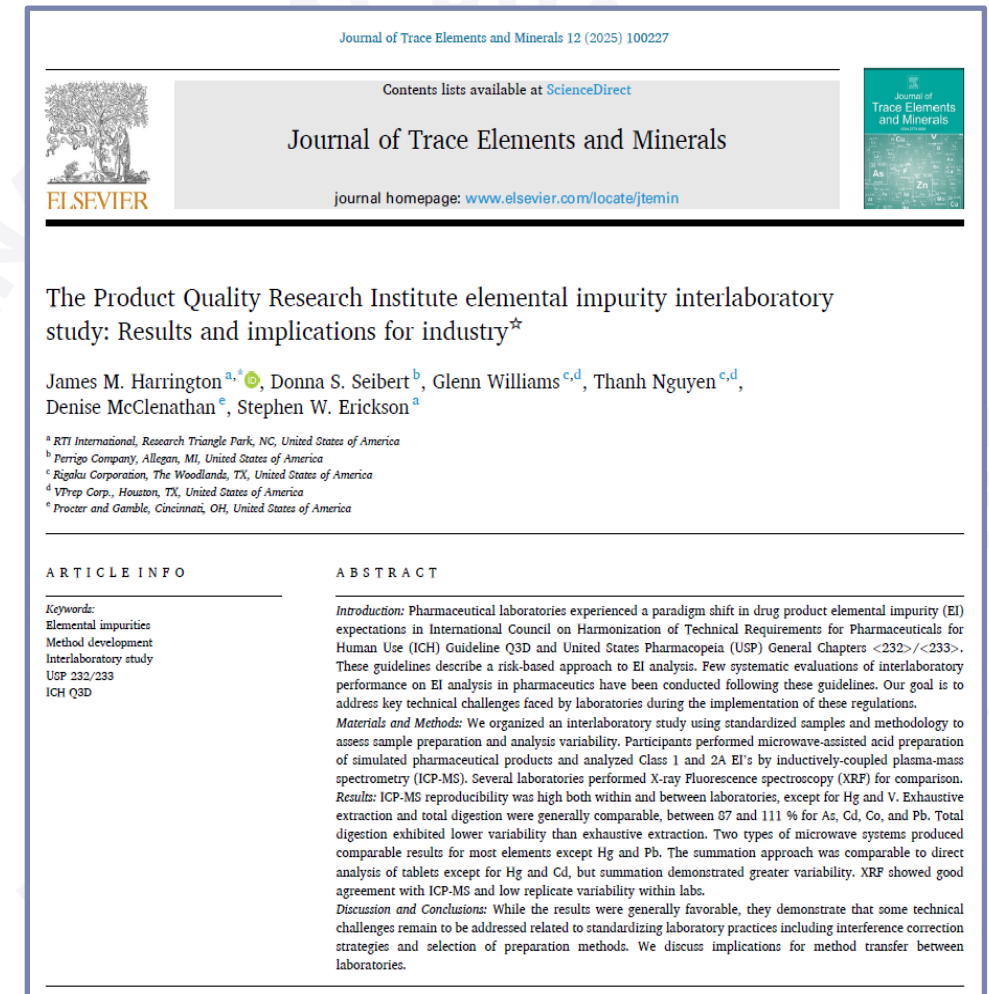 Journal of Trace Elements and Minerals 12 (2025) 100227
Contents lists available at ScienceDirect
Journal of Trace Elements and Minerals
journal homepage: www.elsevier.com/locate/jtemin
ELSEVIER
Journal of
Trace Elements
and Minerals
Cu
V
As
Zn
The Product Quality Research Institute elemental impurity interlaboratory
study: Results and implications for industry☆
James M. Harrington a,*, Donna S. Seibert b, Glenn Williams c,d, Thanh Nguyen c,d,
Denise McClenathan e, Stephen W. Erickson a
a RTI International, Research Triangle Park, NC, United States of America
b Perrigo Company, Allegan, MI, United States of America
c Rigaku Corporation, The Woodlands, TX, United States of America
d VPrep Corp., Houston, TX, United States of America
e Procter and Gamble, Cincinnati, OH, United States of America
ARTICLE INFO
Keywords:
Elemental impurities
Method development
Interlaboratory study
USP 232/233
ICH Q3D
ABSTRACT
Introduction: Pharmaceutical laboratories experienced a paradigm shift in drug product elemental impurity (EI)
expectations in International Council on Harmonization of Technical Requirements for Pharmaceuticals for
Human Use (ICH) Guideline Q3D and United States Pharmacopeia (USP) General Chapters <232>/<233>.
These guidelines describe a risk-based approach to EI analysis. Few systematic evaluations of interlaboratory
performance on EI analysis in pharmaceutics have been conducted following these guidelines. Our goal is to
address key technical challenges faced by laboratories during the implementation of these regulations.
Materials and Methods: We organized an interlaboratory study using standardized samples and methodology to
assess sample preparation and analysis variability. Participants performed microwave-assisted acid preparation
of simulated pharmaceutical products and analyzed Class 1 and 2A EI's by inductively-coupled plasma-mass
spectrometry (ICP-MS). Several laboratories performed X-ray Fluorescence spectroscopy (XRF) for comparison.
Results: ICP-MS reproducibility was high both within and between laboratories, except for Hg and V. Exhaustive
extraction and total digestion were generally comparable, between 87 and 111 % for As, Cd, Co, and Pb. Total
digestion exhibited lower variability than exhaustive extraction. Two types of microwave systems produced
comparable results for most elements except Hg and Pb. The summation approach was comparable to direct
analysis of tablets except for Hg and Cd, but summation demonstrated greater variability. XRF showed good
agreement with ICP-MS and low replicate variability within labs.
Discussion and Conclusions: While the results were generally favorable, they demonstrate that some technical
challenges remain to be addressed related to standardizing laboratory practices including interference correction
strategies and selection of preparation methods. We discuss implications for method transfer between
laboratories.